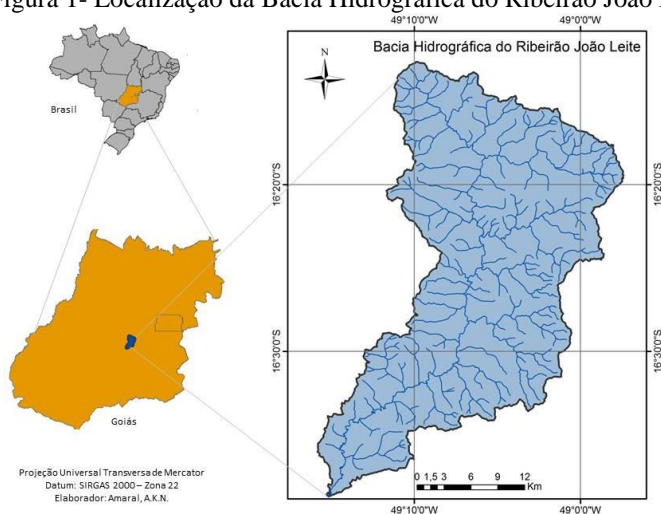 Figura 1- Localização da Bacia Hidrográfica do Ribeirão João
49°10'0"W
49°0'0"W
Bacia Hidrográfica do Ribeirão João Leite
N
Brasil
16°20'0"S
16°20'0"S
16°30'0"S
16°30'0"S
Goiás
Projeção Universal Transversa de Mercator
Datum: SIRGAS 2000 – Zona 22
Elaborador: Amaral, A.K.N.
0 1,5 3 6 9 12
Km
49°10'0"W
49°0'0"W